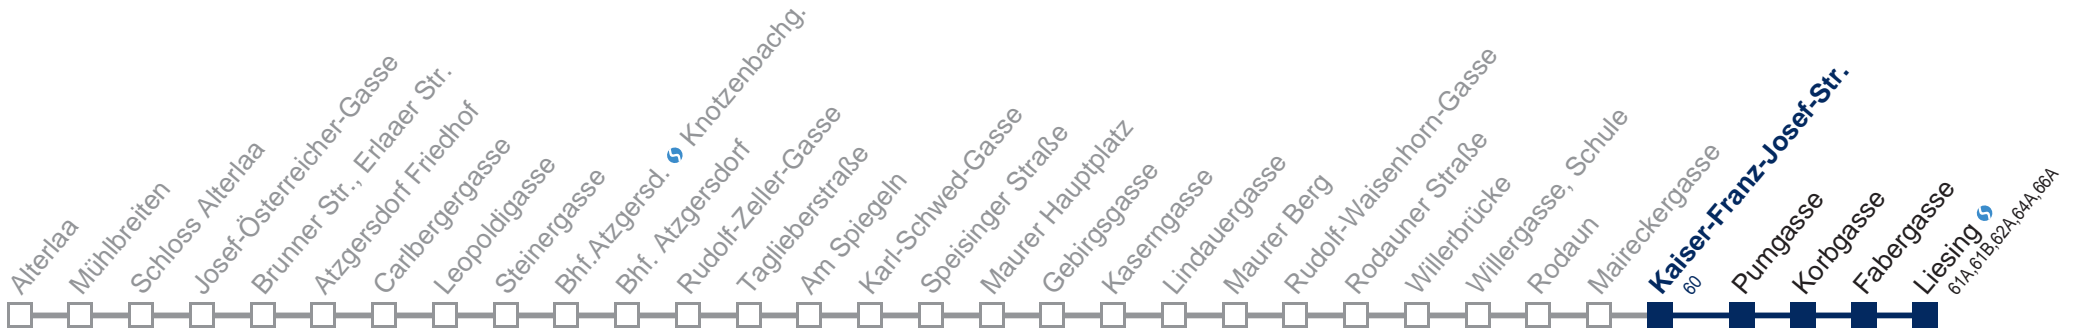 Alterlaa
Mühlbreiten
Schloss Alterlaa
Josef-Österreicher-Gasse
Brunner Str., Erlaaer Str.
Atzgersdorf Friedhof
Carlbergergasse
Leopoldigasse
Steinergasse
Bhf.Atzgersd. Knotzenbachg.
Bhf. Atzgersdorf
Rudolf-Zeller-Gasse
Taglieberstraße
Am Spiegeln
Karl-Schwed-Gasse
Speisinger Straße
Maurer Hauptplatz
Gebirgsgasse
Kaserngasse
Lindauergasse
Maurer Berg
Rudolf-Waisenhorn-Gasse
Rodauner Straße
Willerbrücke
Willergasse, Schule
Rodaun
Maireckergasse
Kaiser-Franz-Josef-Str.
60
Pumgasse
Korbgasse
Fabergasse
Liesing
61A,61B,62A,64A,66A